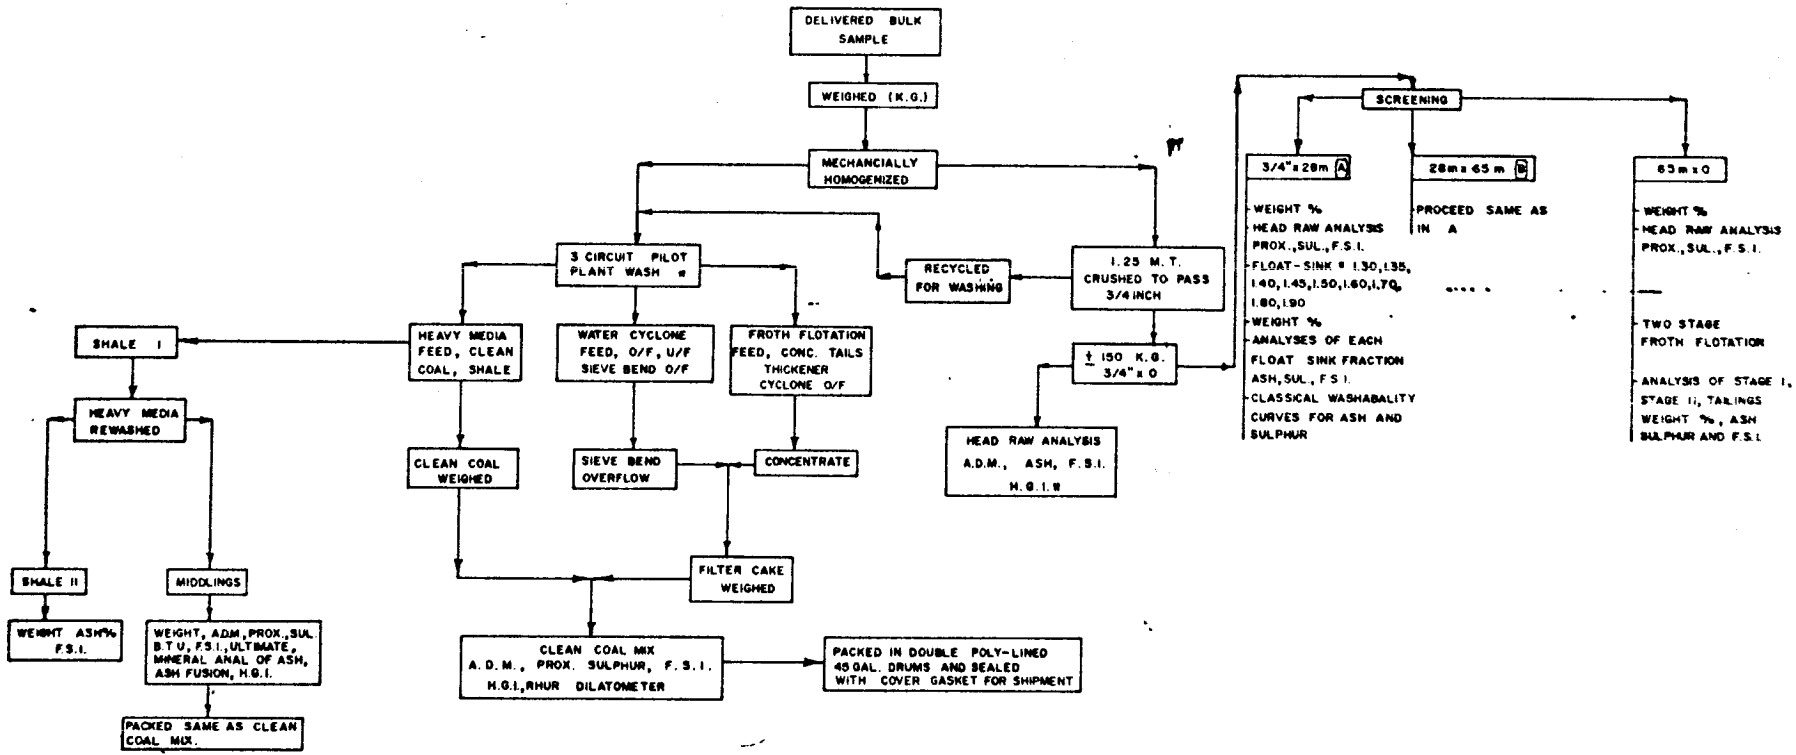 DELIVERED BULK
SAMPLE
WEIGHED (K.G.)
MECHANCIALLY
HOMOGENIZED
SCREENING
3/4" x 28m A
28m x 65 m B
65 m x 0
WEIGHT %
HEAD RAW ANALYSIS
PROX., SUL., F.S.I.
FLOAT-SINK @ 1.30, 1.35,
1.40, 1.45, 1.50, 1.60, 1.70,
1.80, 1.90
WEIGHT %
ANALYSES OF EACH
FLOAT SINK FRACTION
ASH, SUL., F.S.I.
CLASSICAL WASHABALITY
CURVES FOR ASH AND
SULPHUR
PROCEED SAME AS
IN A
WEIGHT %
HEAD RAW ANALYSIS
PROX., SUL., F.S.I.
TWO STAGE
FROTH FLOTATION
ANALYSIS OF STAGE I,
STAGE II, TAILINGS
WEIGHT %, ASH
SULPHUR AND F.S.I.
3 CIRCUIT PILOT
PLANT WASH *
RECYCLED
FOR WASHING
1.25 M.T.
CRUSHED TO PASS
3/4 INCH
± 150 K.G.
3/4" x 0
HEAD RAW ANALYSIS
A.D.M., ASH, F.S.I.
H.G.I. *
SHALE I
HEAVY MEDIA
FEED, CLEAN
COAL, SHALE
WATER CYCLONE
FEED, O/F, U/F
SIEVE BEND O/F
FROTH FLOTATION
FEED, CONC. TAILS
THICKENER
CYCLONE O/F
HEAVY MEDIA
REWASHED
CLEAN COAL
WEIGHED
SIEVE BEND
OVERFLOW
CONCENTRATE
SHALE II
MIDDLINGS
FILTER CAKE
WEIGHED
WEIGHT ASH%
F.S.I.
WEIGHT, A.D.M., PROX., SUL
B.T.U, F.S.I., ULTIMATE,
MINERAL ANAL OF ASH,
ASH FUSION, H.G.I.
CLEAN COAL MIX
A.D.M., PROX. SULPHUR, F.S.I.
H.G.I., RHUR DILATOMETER
PACKED IN DOUBLE POLY-LINED
45 GAL. DRUMS AND SEALED
WITH COVER GASKET FOR SHIPMENT
PACKED SAME AS CLEAN
COAL MIX.